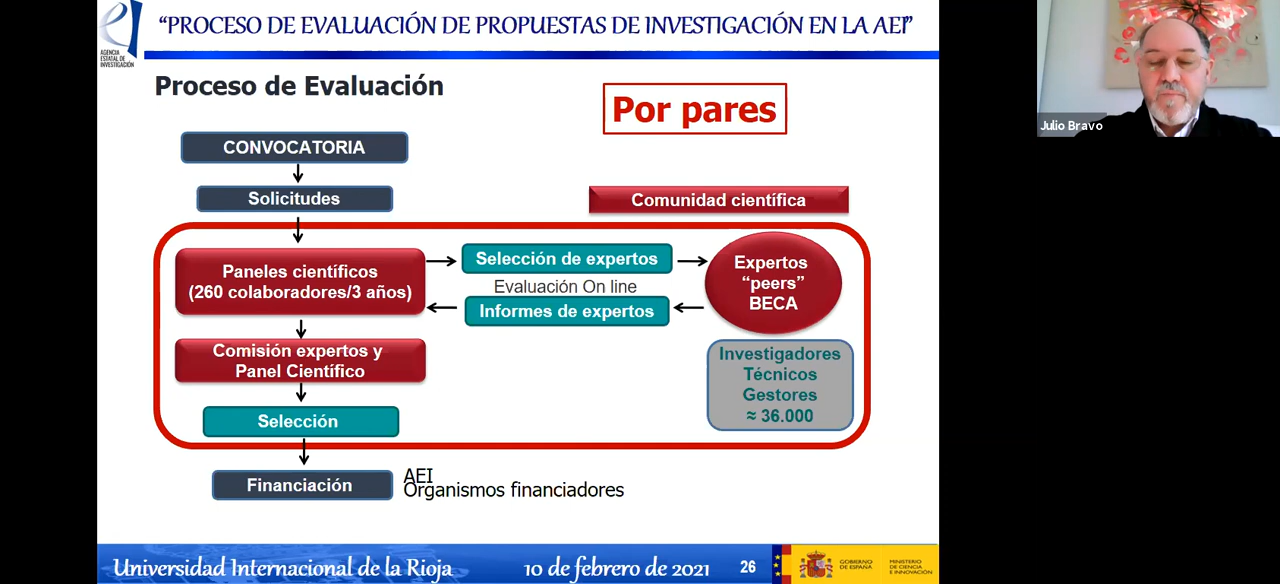 “PROCESO DE EVALUACIÓN DE PROPUESTAS DE INVESTIGACIÓN EN LA AEI”
AGENCIA
ESTATAL DE
INVESTIGACIÓN
Proceso de Evaluación
Por pares
CONVOCATORIA
Solicitudes
Comunidad científica
Paneles científicos
(260 colaboradores/3 años)
Selección de expertos
Evaluación On line
Informes de expertos
Expertos
“peers”
BECA
Comisión expertos y
Panel Científico
Investigadores
Técnicos
Gestores
≈ 36.000
Selección
Financiación
AEI
Organismos financiadores
Universidad Internacional de la Rioja
10 de febrero de 2021
26
GOBIERNO
DE ESPAÑA
MINISTERIO
DE CIENCIA
E INNOVACIÓN
Julio Bravo